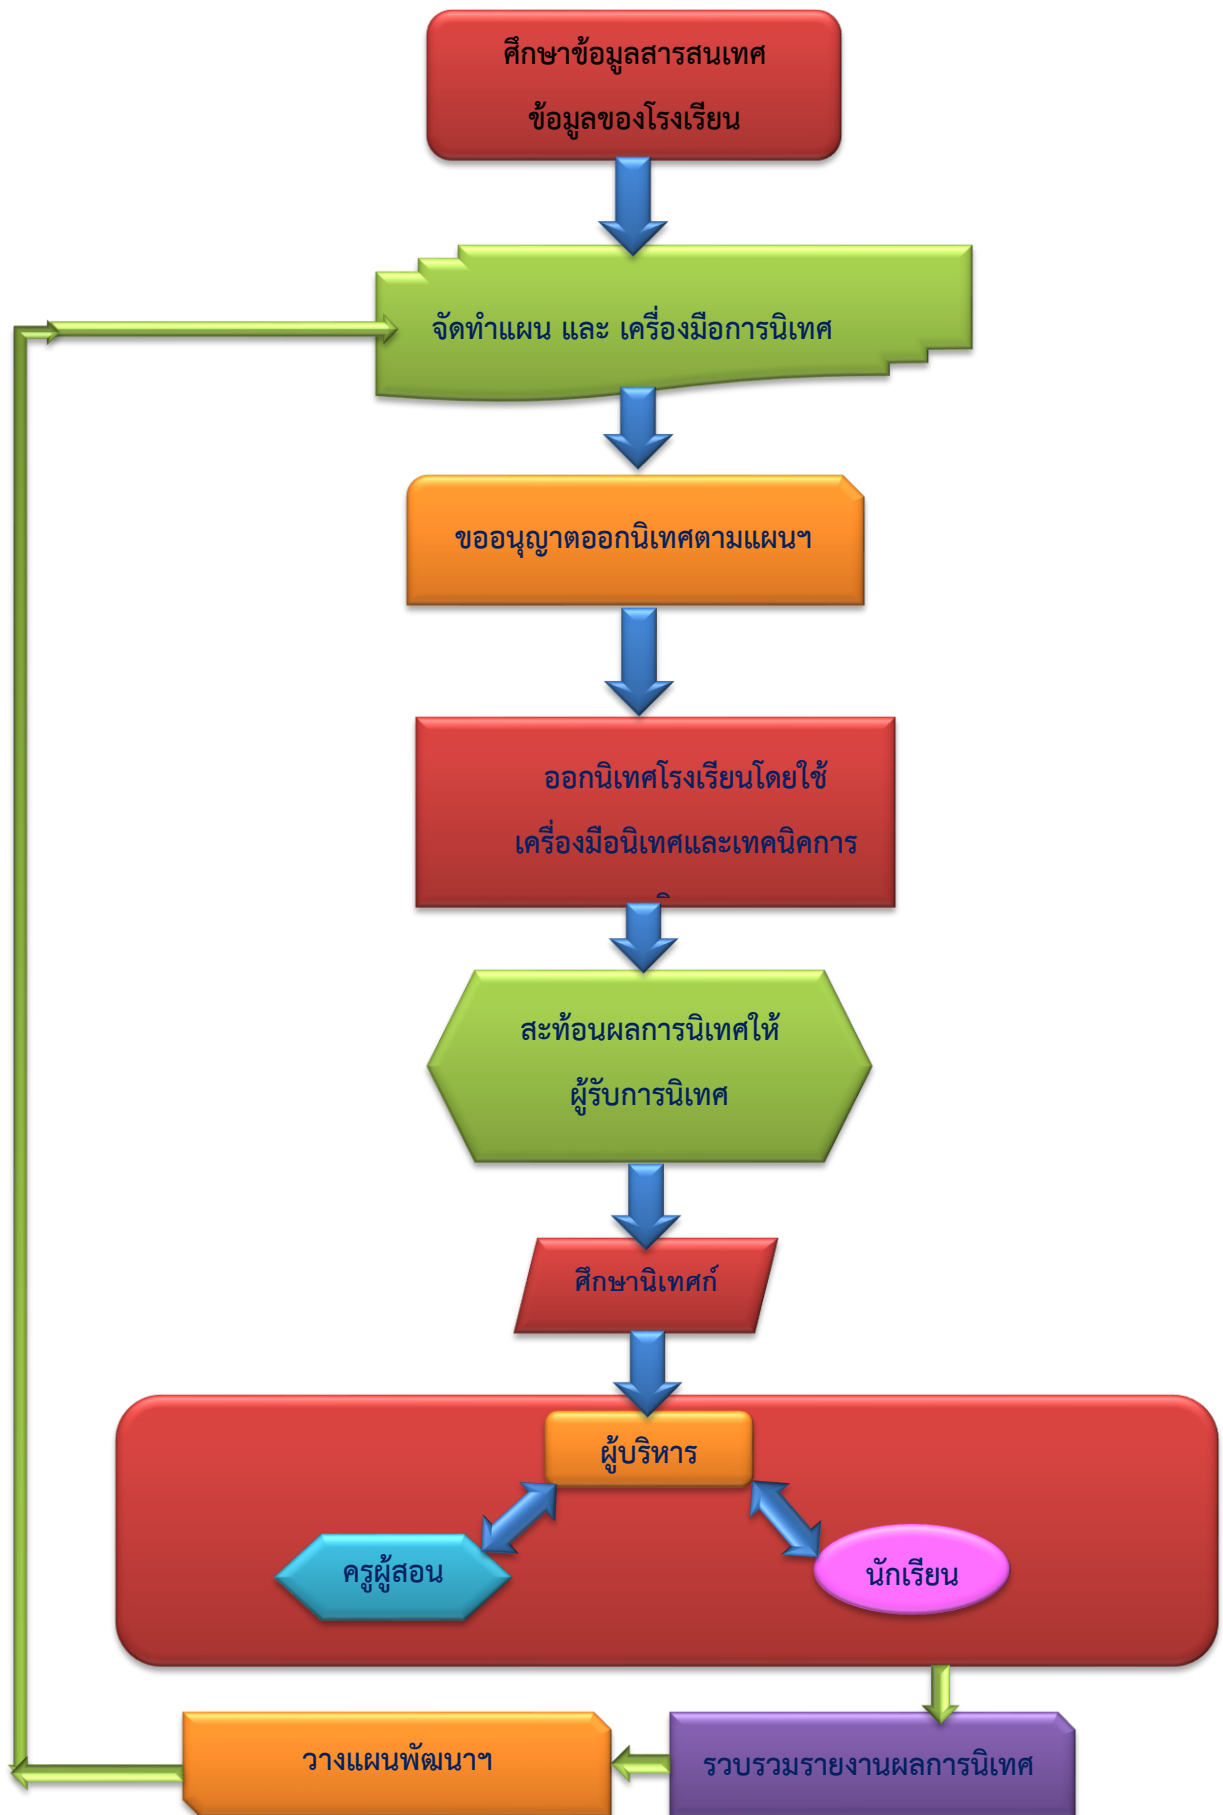 ศึกษาข้อมูลสารสนเทศ
ข้อมูลของโรงเรียน
จัดทำแผน และ เครื่องมือการนิเทศ
ขออนุญาตออกนิเทศตามแผนฯ
ออกนิเทศโรงเรียนโดยใช้
เครื่องมือนิเทศและเทคนิคการ
สะท้อนผลการนิเทศให้
ผู้รับการนิเทศ
ศึกษานิเทศก์
ผู้บริหาร
ครูผู้สอน
นักเรียน
วางแผนพัฒนาฯ
รวบรวมรายงานผลการนิเทศ